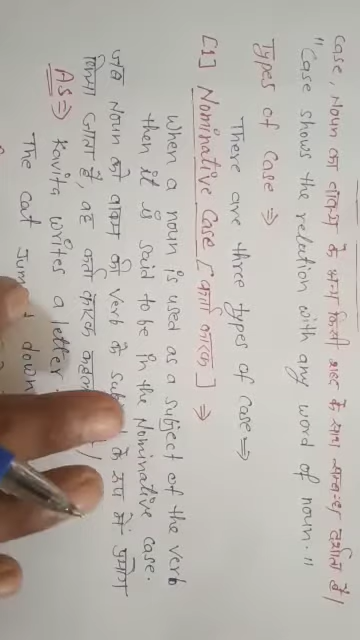 Case, Noun का वाक्य के अन्य किसी शब्द के साथ सम्बन्ध दर्शाता है।
"Case shows the relation with any word of noun."
Types of Case ⇒
There are three types of Case ⇒
[1] Nominative Case [कर्ता कारक] ⇒
When a noun is used as a subject of the verb
then it is said to be in the Nominative case.
जब Noun को वाक्य की verb के के रूप में प्रयोग
किया जाता है, वह कर्ता कारक
As ⇒ Kavita writes a letter
The cat down